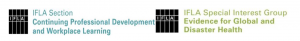 IFLA
IFLA Section
Continuing Professional Development
and Workplace Learning
IFLA
IFLA Special Interest Group
Evidence for Global and
Disaster Health